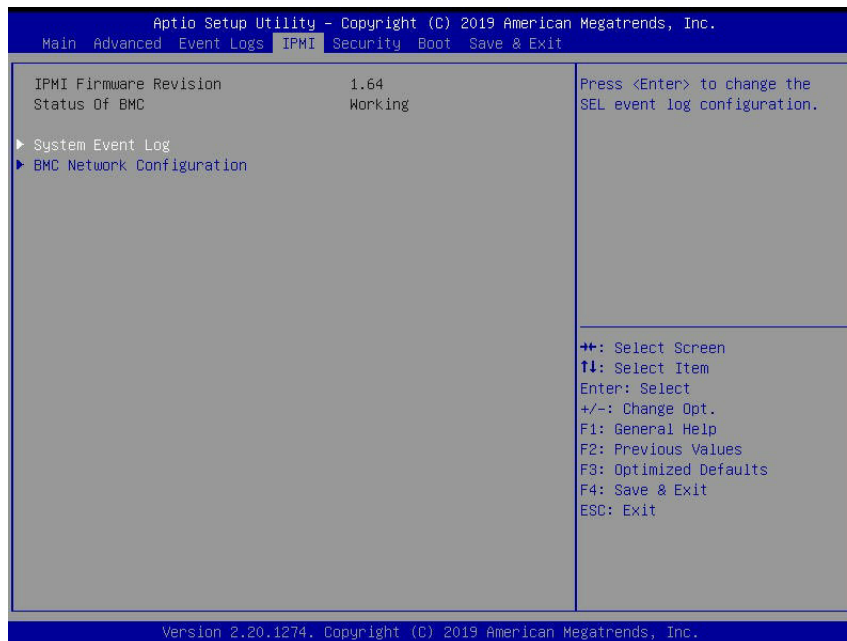 Aptio Setup Utility – Copyright (C) 2019 American Megatrends, Inc.
Main Advanced Event Logs IPMI Security Boot Save & Exit
IPMI Firmware Revision 1.64
Status Of BMC Working
▶ System Event Log
▶ BMC Network Configuration
Press <Enter> to change the
SEL event log configuration.
→←: Select Screen
↑↓: Select Item
Enter: Select
+/-: Change Opt.
F1: General Help
F2: Previous Values
F3: Optimized Defaults
F4: Save & Exit
ESC: Exit
Version 2.20.1274. Copyright (C) 2019 American Megatrends, Inc.